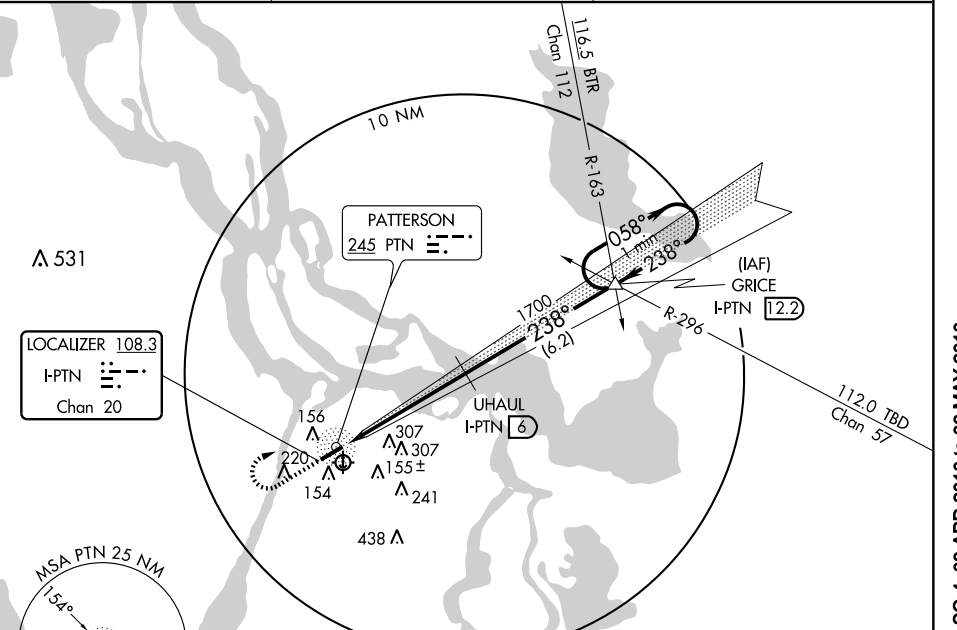 116.5 BTR
Chan 112
10 NM
R-163
PATTERSON
245 PTN
058°
1 min
238°
531
(IAF)
GRICE
I-PTN 12.2
1700
238°
(6.2)
R-296
LOCALIZER 108.3
I-PTN
Chan 20
112.0 TBD
Chan 57
UHAUL
I-PTN 6
156
307
307
220
155±
154
241
438
MSA PTN 25 NM
154°